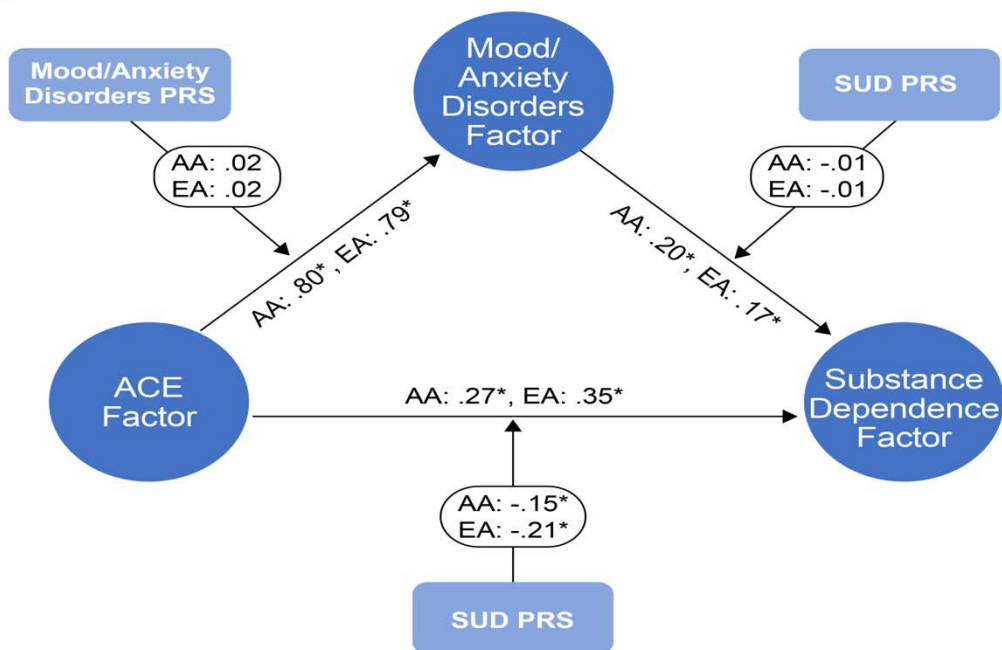 Mood/Anxiety
Disorders PRS
Mood/
Anxiety
Disorders
Factor
SUD PRS
AA: .02
EA: .02
AA: -.01
EA: -.01
AA: .80*, EA: .79*
AA: .20*, EA: .17*
ACE
Factor
AA: .27*, EA: .35*
Substance
Dependence
Factor
AA: -.15*
EA: -.21*
SUD PRS